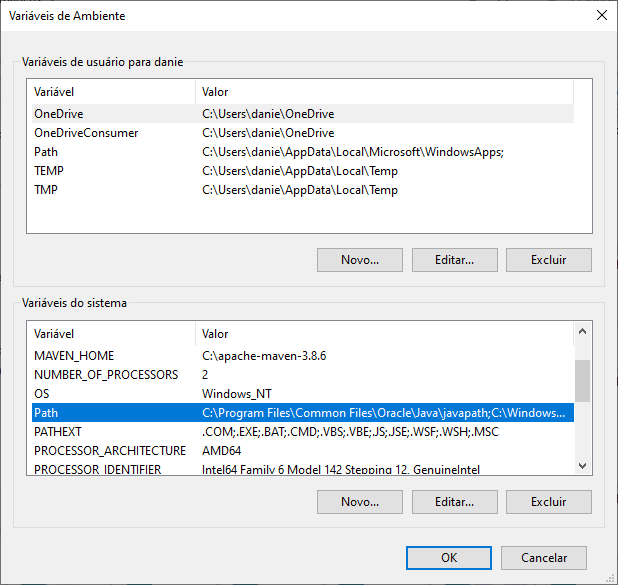 Variáveis de Ambiente
Variáveis de usuário para danie
Variável Valor
OneDrive C:\Users\danie\OneDrive
OneDriveConsumer C:\Users\danie\OneDrive
Path C:\Users\danie\AppData\Local\Microsoft\WindowsApps;
TEMP C:\Users\danie\AppData\Local\Temp
TMP C:\Users\danie\AppData\Local\Temp
Novo... Editar... Excluir
Variáveis do sistema
Variável Valor
MAVEN_HOME C:\apache-maven-3.8.6
NUMBER_OF_PROCESSORS 2
OS Windows_NT
Path C:\Program Files\Common Files\Oracle\Java\javapath;C:\Windows...
PATHEXT .COM;.EXE;.BAT;.CMD;.VBS;.VBE;.JS;.JSE;.WSF;.WSH;.MSC
PROCESSOR_ARCHITECTURE AMD64
PROCESSOR_IDENTIFIER Intel64 Family 6 Model 142 Stepping 12, GenuineIntel
Novo... Editar... Excluir
OK Cancelar